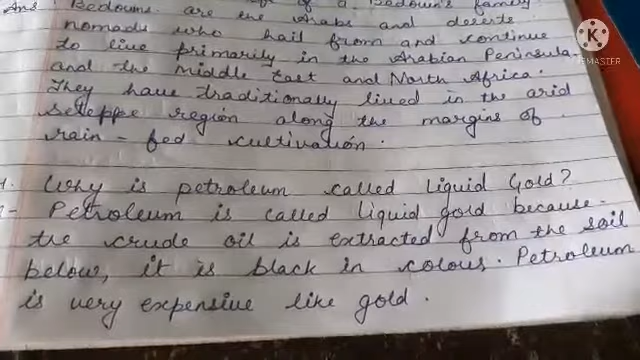 Ans Bedouins are the Arabs and deserts
nomads who hail from and continue
to live primarily in the Arabian Peninsula
and the middle East and North Africa.
They have traditionally lived in the arid
steteppe region along the margins of
rain - fed cultivation.
Why is petroleum called liquid Gold?
Petroleum is called liquid gold because
the crude oil is extracted from the soil
below, it is black in colour. Petroleum
is very expensive like gold.
K